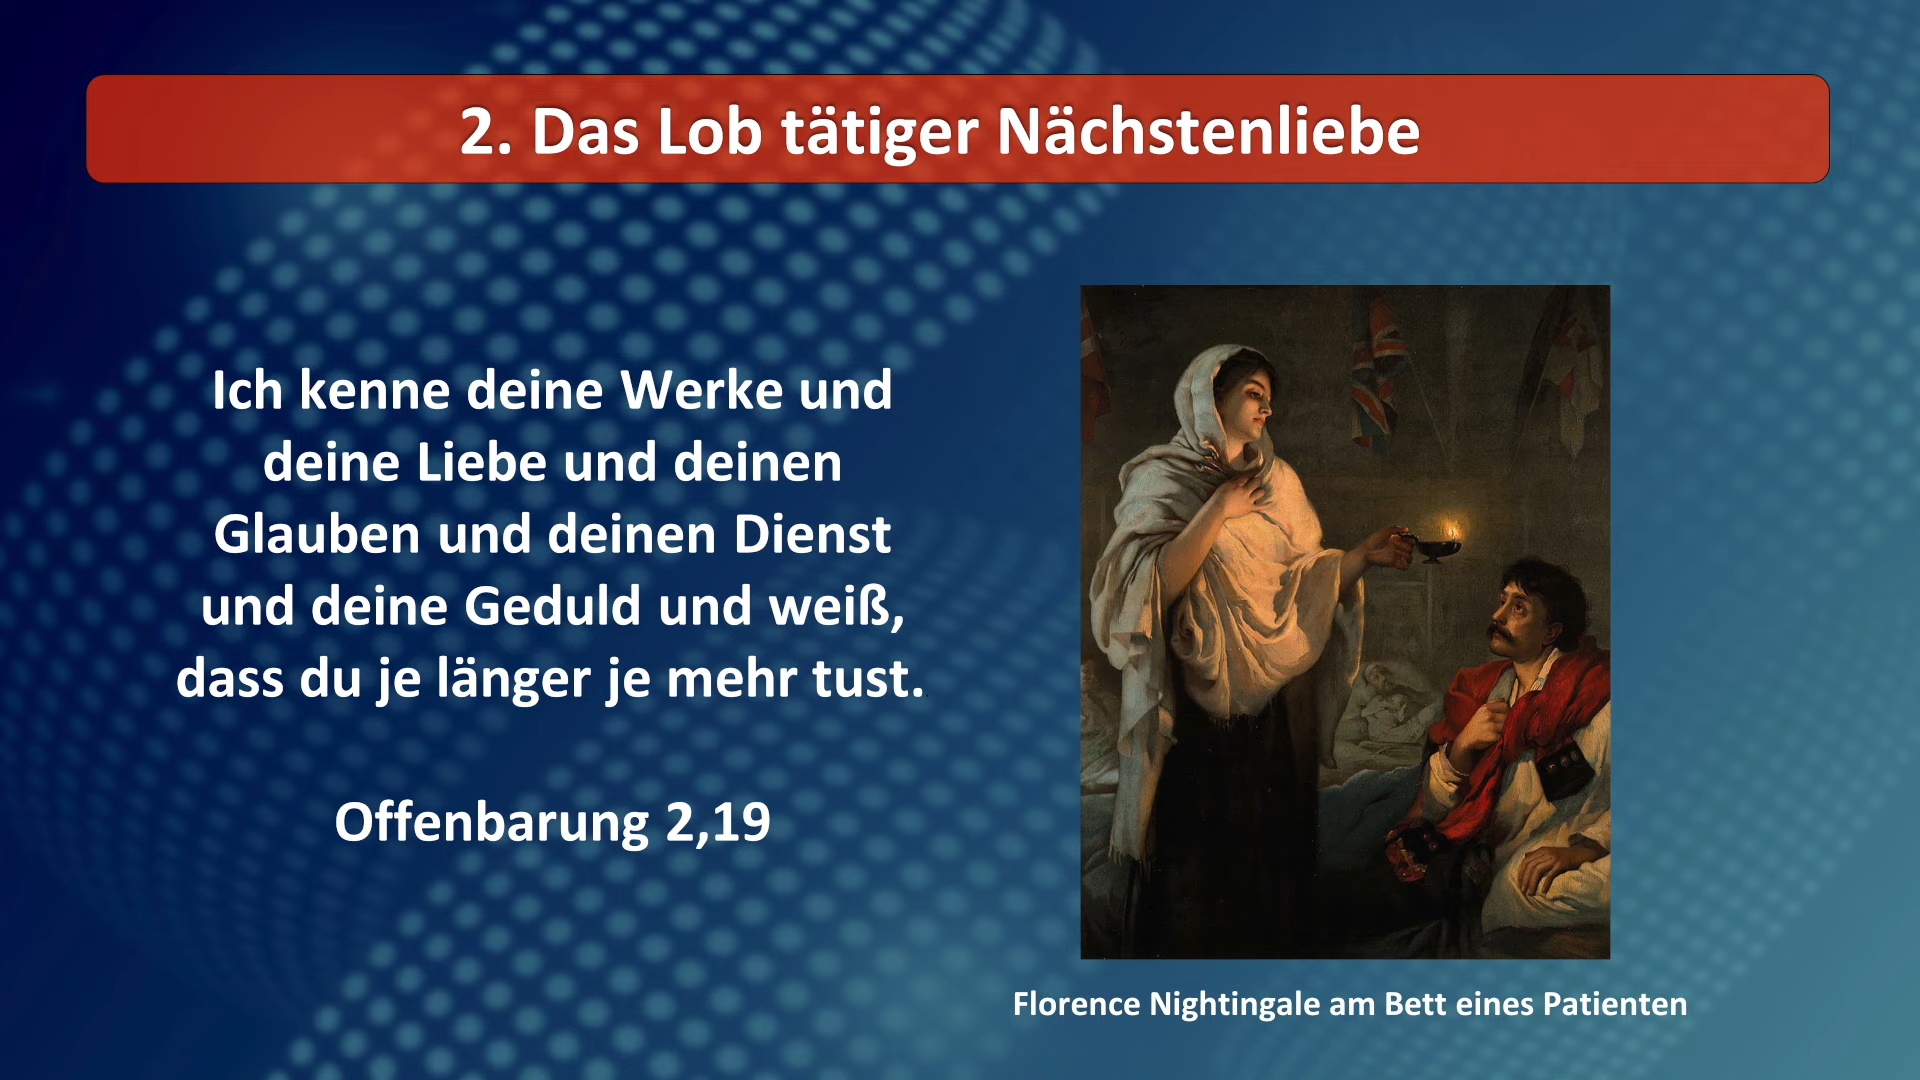 2. Das Lob tätiger Nächstenliebe
Ich kenne deine Werke und
deine Liebe und deinen
Glauben und deinen Dienst
und deine Geduld und weiß,
dass du je länger je mehr tust.
Offenbarung 2,19
Florence Nightingale am Bett eines Patienten